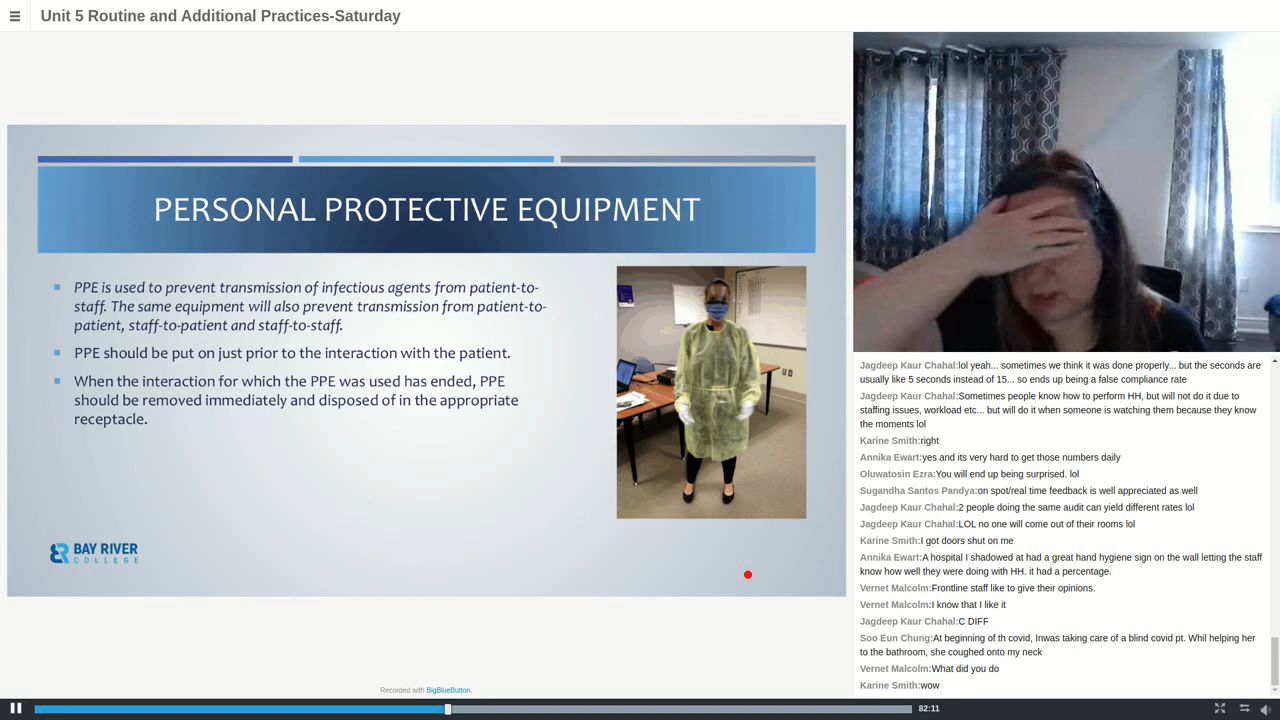 Unit 5 Routine and Additional Practices-Saturday
PERSONAL PROTECTIVE EQUIPMENT
PPE is used to prevent transmission of infectious agents from patient-to-
staff. The same equipment will also prevent transmission from patient-to-
patient, staff-to-patient and staff-to-staff.
PPE should be put on just prior to the interaction with the patient.
When the interaction for which the PPE was used has ended, PPE
should be removed immediately and disposed of in the appropriate
receptacle.
BR BAY RIVER
COLLEGE
Recorded with BigBlueButton.
Jagdeep Kaur Chahal:lol yeah... sometimes we think it was done properly... but the seconds are
usually like 5 seconds instead of 15... so ends up being a false compliance rate
Jagdeep Kaur Chahal:Sometimes people know how to perform HH, but will not do it due to
staffing issues, workload etc... but will do it when someone is watching them because they know
the moments lol
Karine Smith:right
Annika Ewart:yes and its very hard to get those numbers daily
Oluwatosin Ezra:You will end up being surprised. lol
Sugandha Santos Pandya:on spot/real time feedback is well appreciated as well
Jagdeep Kaur Chahal:2 people doing the same audit can yield different rates lol
Jagdeep Kaur Chahal:LOL no one will come out of their rooms lol
Karine Smith:I got doors shut on me
Annika Ewart:A hospital I shadowed at had a great hand hygiene sign on the wall letting the staff
know how well they were doing with HH. it had a percentage.
Vernet Malcolm:Frontline staff like to give their opinions.
Vernet Malcolm:I know that I like it
Jagdeep Kaur Chahal:C DIFF
Soo Eun Chung:At beginning of th covid, Inwas taking care of a blind covid pt. Whil helping her
to the bathroom, she coughed onto my neck
Vernet Malcolm:What did you do
Karine Smith:wow
82:11